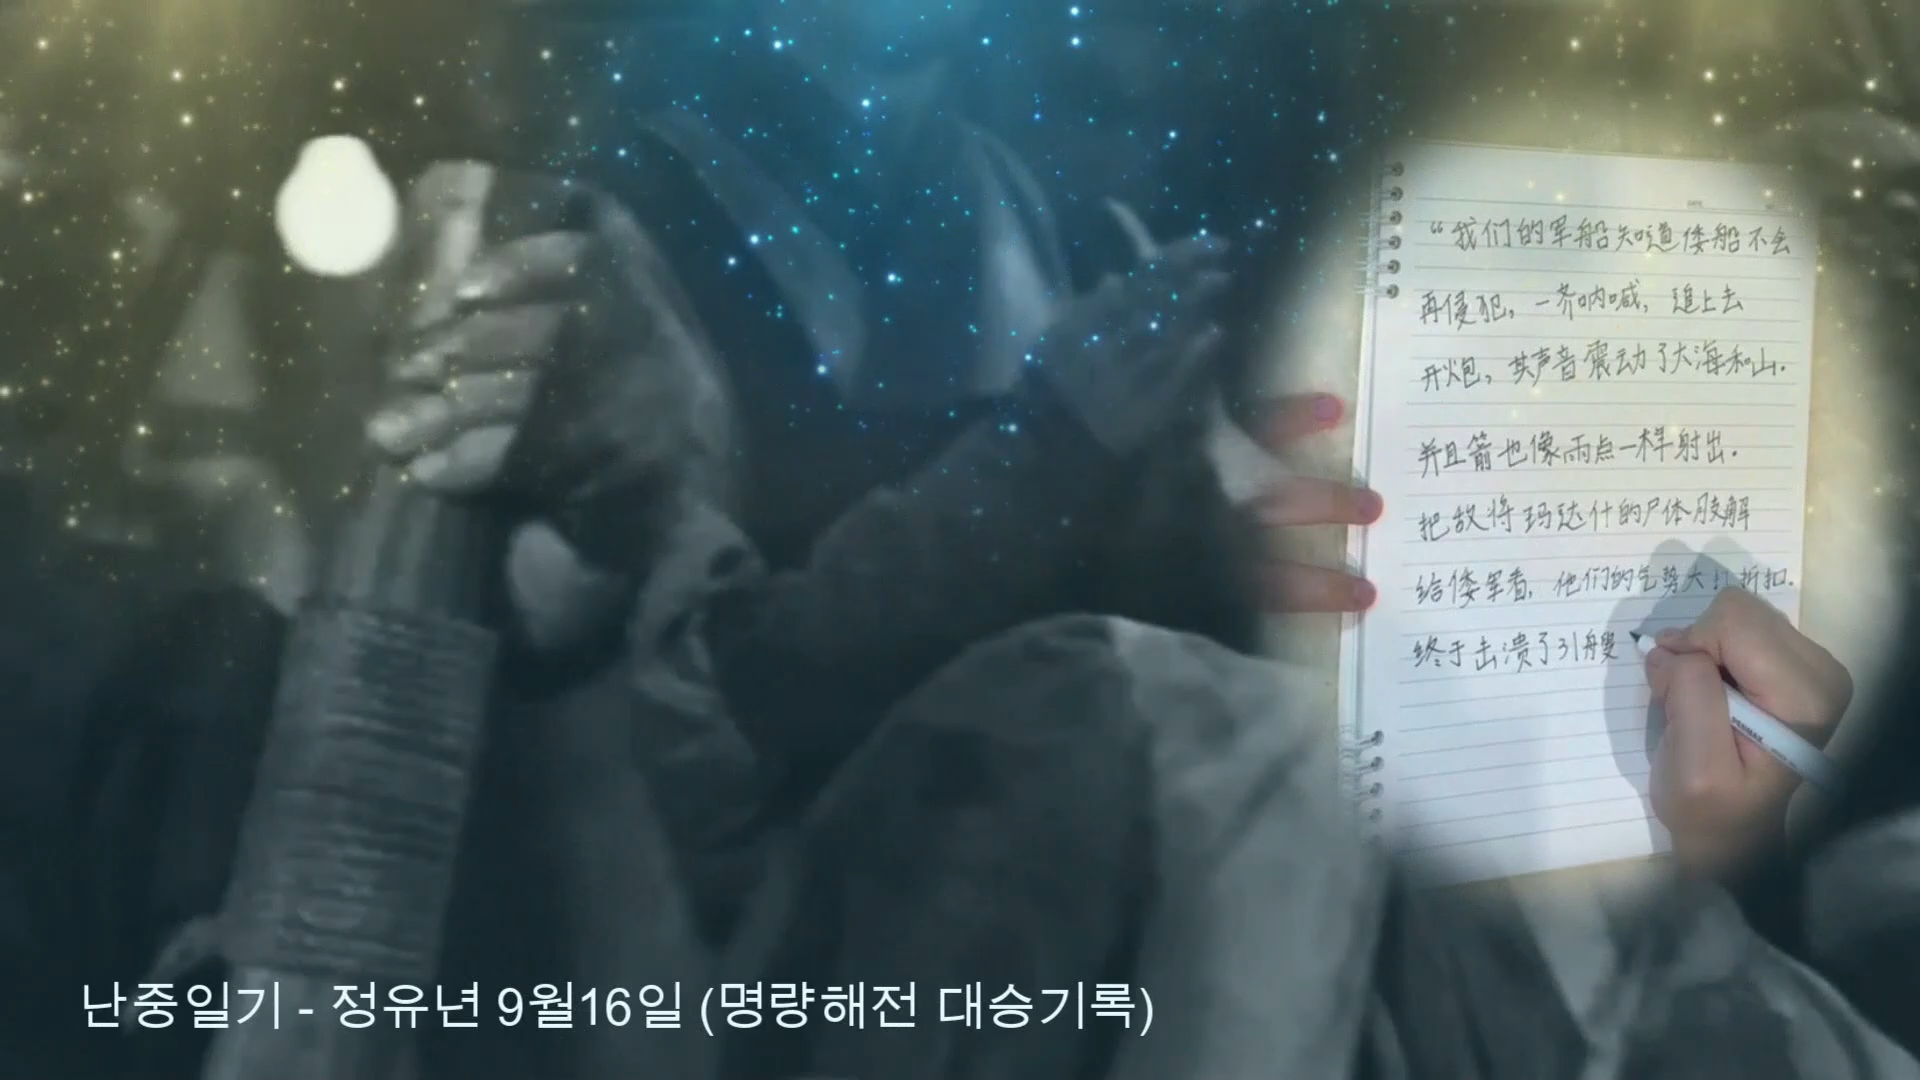 “我们的军船知道倭船不会
再侵犯，一齐呐喊，追上去
开炮，其声音震动了大海和山．
并且箭也像雨点一样射出．
把敌将玛达什的尸体肢解
给倭军看，他们的气势大打折扣．
终于击溃了31艘
난중일기 - 정유년 9월16일 (명량해전 대승기록)